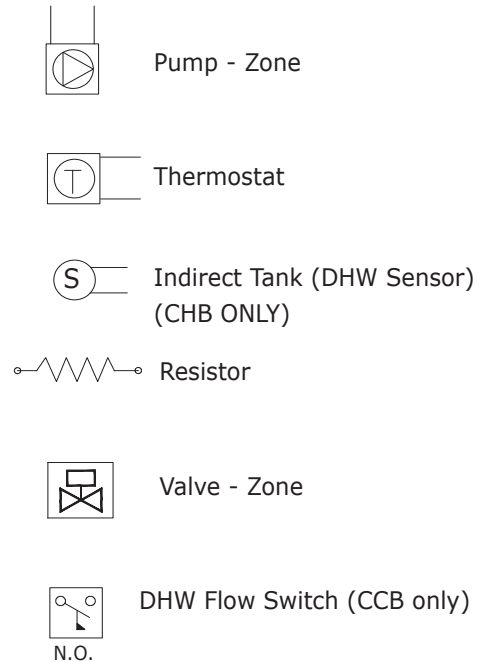 Pump - Zone
T
Thermostat
S
Indirect Tank (DHW Sensor)
(CHB ONLY)
Resistor
Valve - Zone
DHW Flow Switch (CCB only)
N.O.